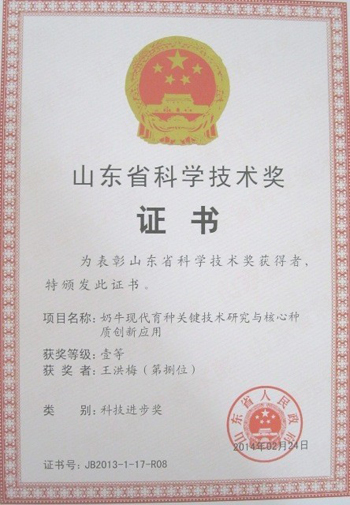 山东省科学技术奖
证书
为表彰山东省科学技术奖获得者，
特颁发此证书。
项目名称：奶牛现代育种关键技术研究与核心种
质创新应用
获奖等级：壹等
获奖者：王洪梅（第捌位）
类别：科技进步奖
山东省人民政府
2014年02月24日
证书号：JB2013-1-17-R08